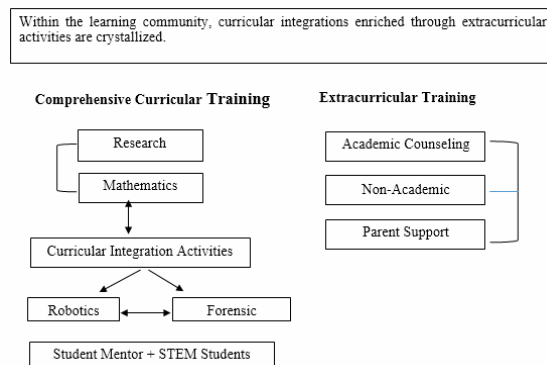 Within the learning community, curricular integrations enriched through extracurricular
activities are crystallized.
Comprehensive Curricular Training
Extracurricular Training
Research
Mathematics
Curricular Integration Activities
Robotics
Forensic
Student Mentor + STEM Students
Academic Counseling
Non-Academic
Parent Support